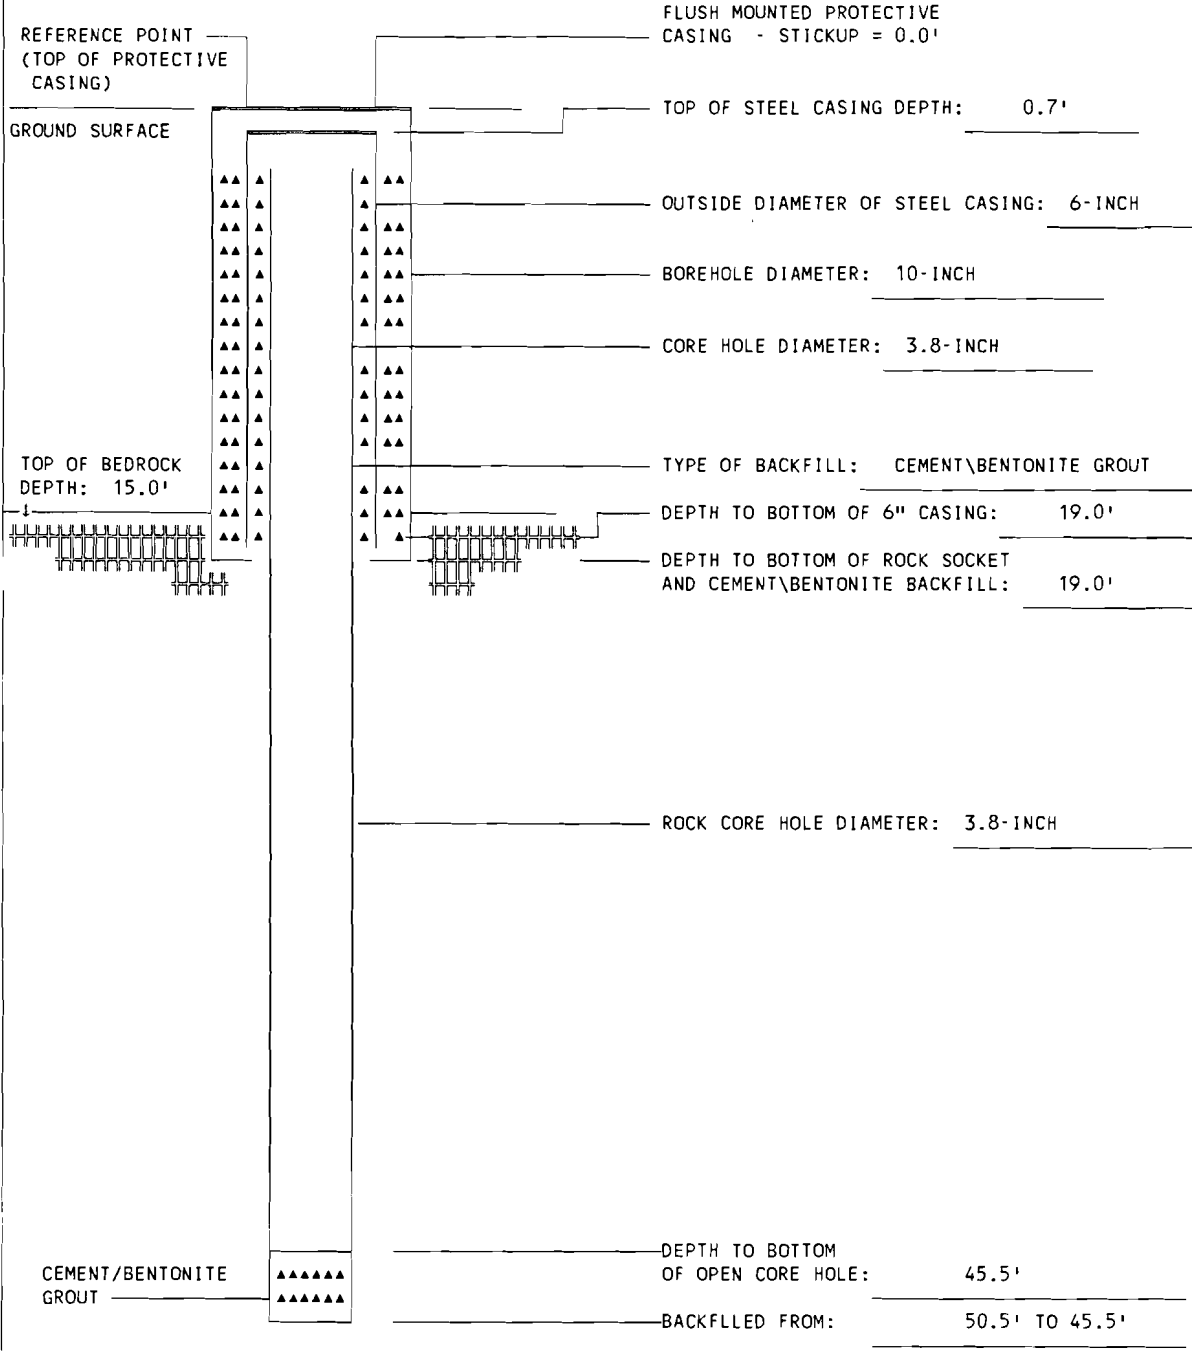 FLUSH MOUNTED PROTECTIVE
CASING - STICKUP = 0.0'
REFERENCE POINT
(TOP OF PROTECTIVE
CASING)
TOP OF STEEL CASING DEPTH: 0.7'
GROUND SURFACE
OUTSIDE DIAMETER OF STEEL CASING: 6-INCH
BOREHOLE DIAMETER: 10-INCH
CORE HOLE DIAMETER: 3.8-INCH
TOP OF BEDROCK
DEPTH: 15.0'
TYPE OF BACKFILL: CEMENT\BENTONITE GROUT
DEPTH TO BOTTOM OF 6" CASING: 19.0'
DEPTH TO BOTTOM OF ROCK SOCKET
AND CEMENT\BENTONITE BACKFILL: 19.0'
ROCK CORE HOLE DIAMETER: 3.8-INCH
DEPTH TO BOTTOM
OF OPEN CORE HOLE: 45.5'
CEMENT/BENTONITE
GROUT
BACKFLLED FROM: 50.5' TO 45.5'